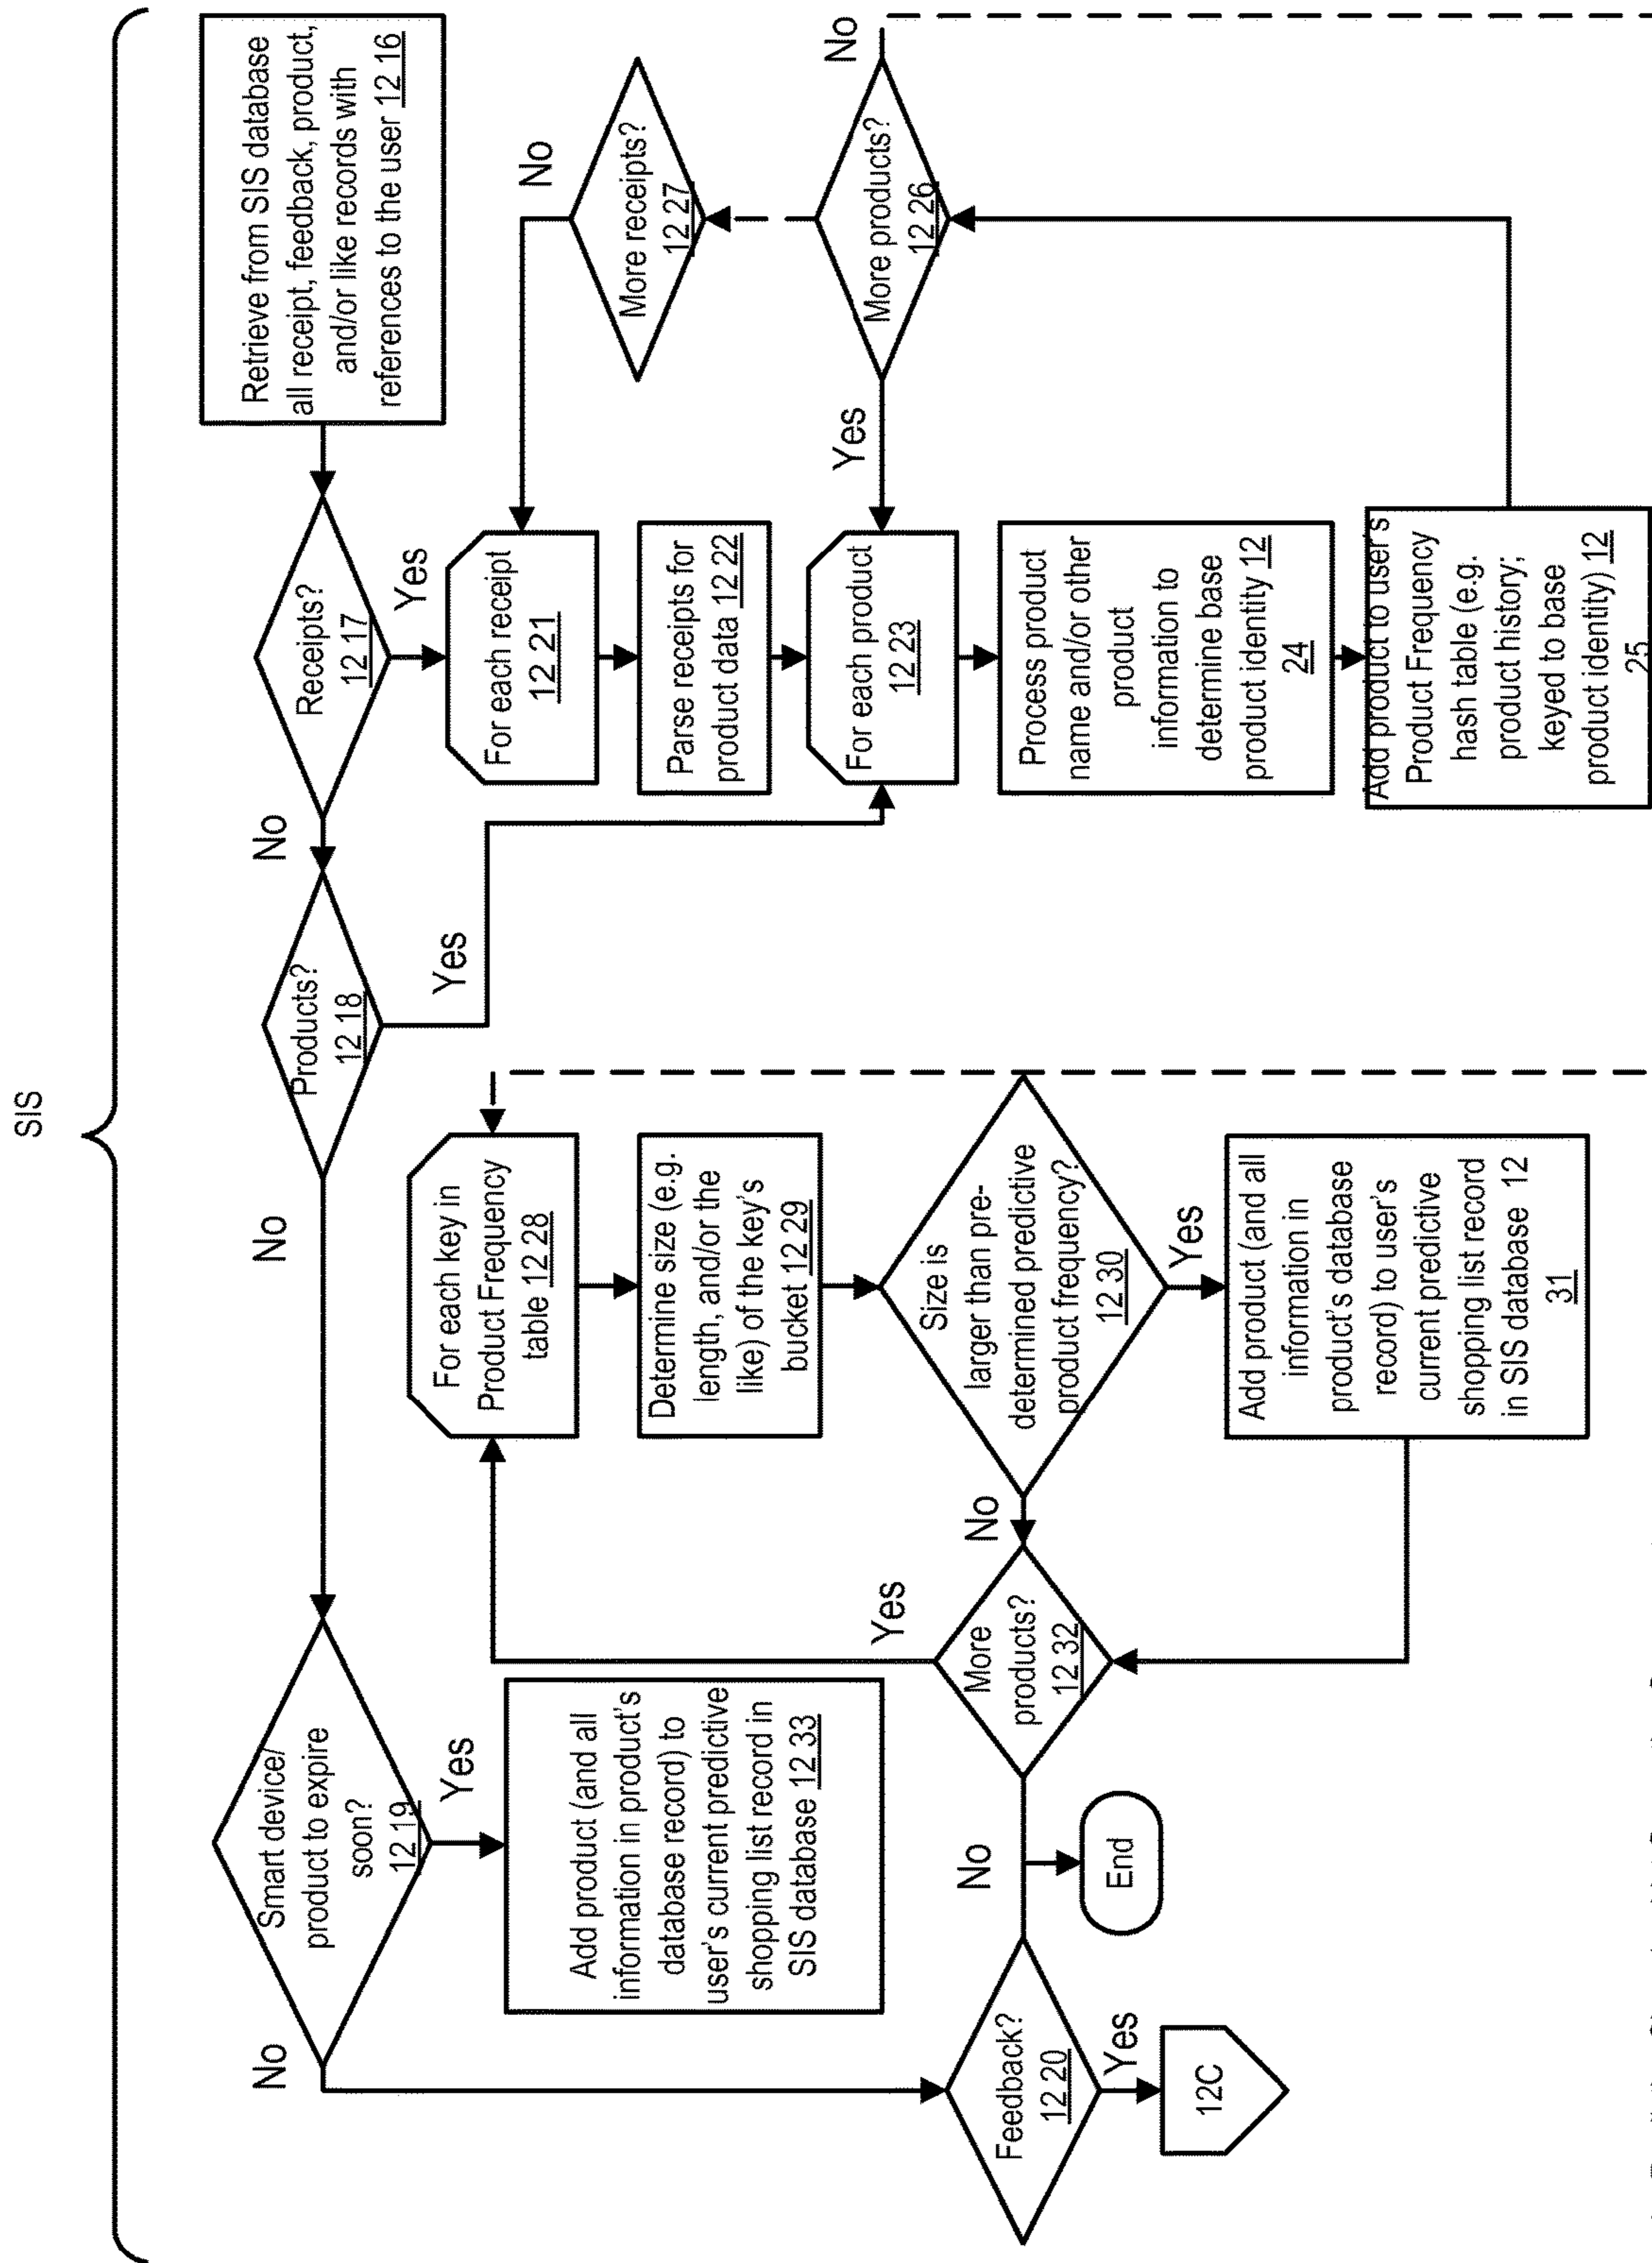 SIS
Retrieve from SIS database
all receipt, feedback, product,
and/or like records with
references to the user 12 16
Receipts?
12 17
Yes
No
Products?
12 18
Yes
No
Smart device/
product to expire
soon?
12 19
Yes
No
For each receipt
12 21
Parse receipts for
product data 12 22
For each product
12 23
Process product
name and/or other
product
information to
determine base
product identity 12
24
Add product to user's
Product Frequency
hash table (e.g.
product history;
keyed to base
product identity) 12
25
More receipts?
12 27
No
More products?
12 26
No
Yes
For each key in
Product Frequency
table 12 28
Determine size (e.g.
length, and/or the
like) of the key's
bucket 12 29
Size is
larger than pre-
determined predictive
product frequency?
12 30
Yes
No
Add product (and all
information in
product's database
record) to user's
current predictive
shopping list record
in SIS database 12
31
More
products?
12 32
Yes
No
Add product (and all
information in product's
database record) to
user's current predictive
shopping list record in
SIS database 12 33
End
Feedback?
12 20
Yes
12C